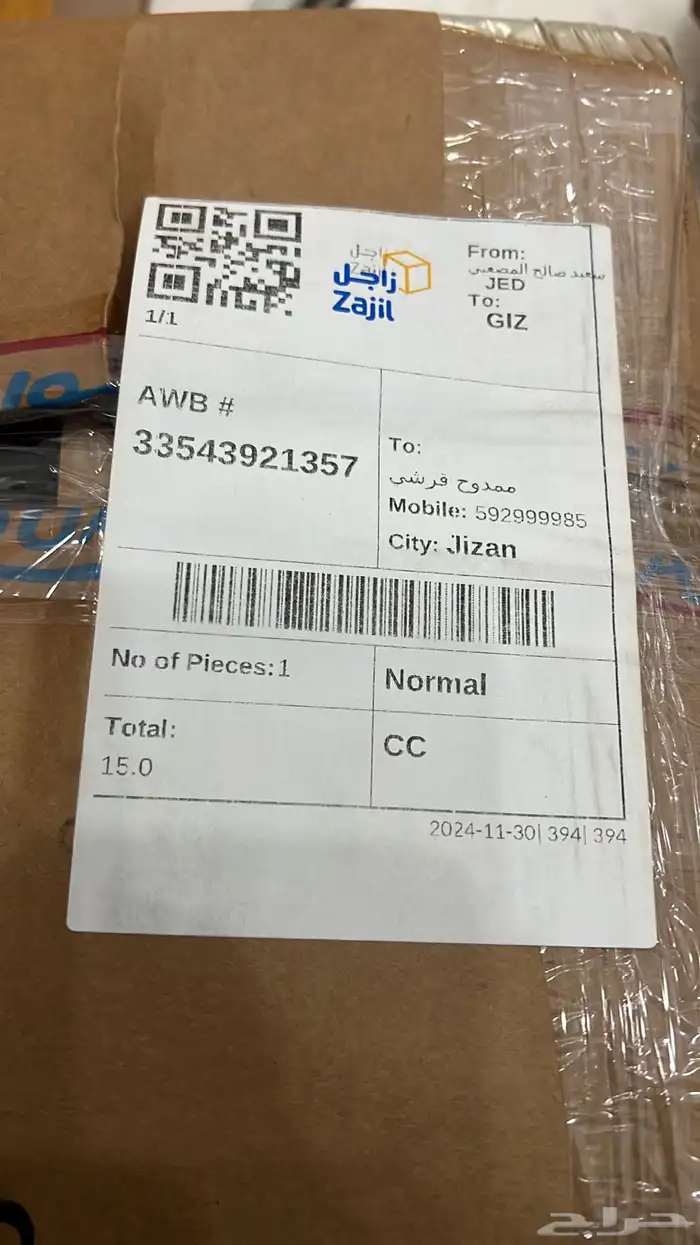 From:
سعيد صالح المصعبي
JED
To:
GIZ
زاجل
Zajil
1/1
AWB #
33543921357
To:
ممدوح قرشي
Mobile: 592999985
City: Jizan
No of Pieces:1
Normal
Total:
15.0
CC
2024-11-30| 394| 394
حراج